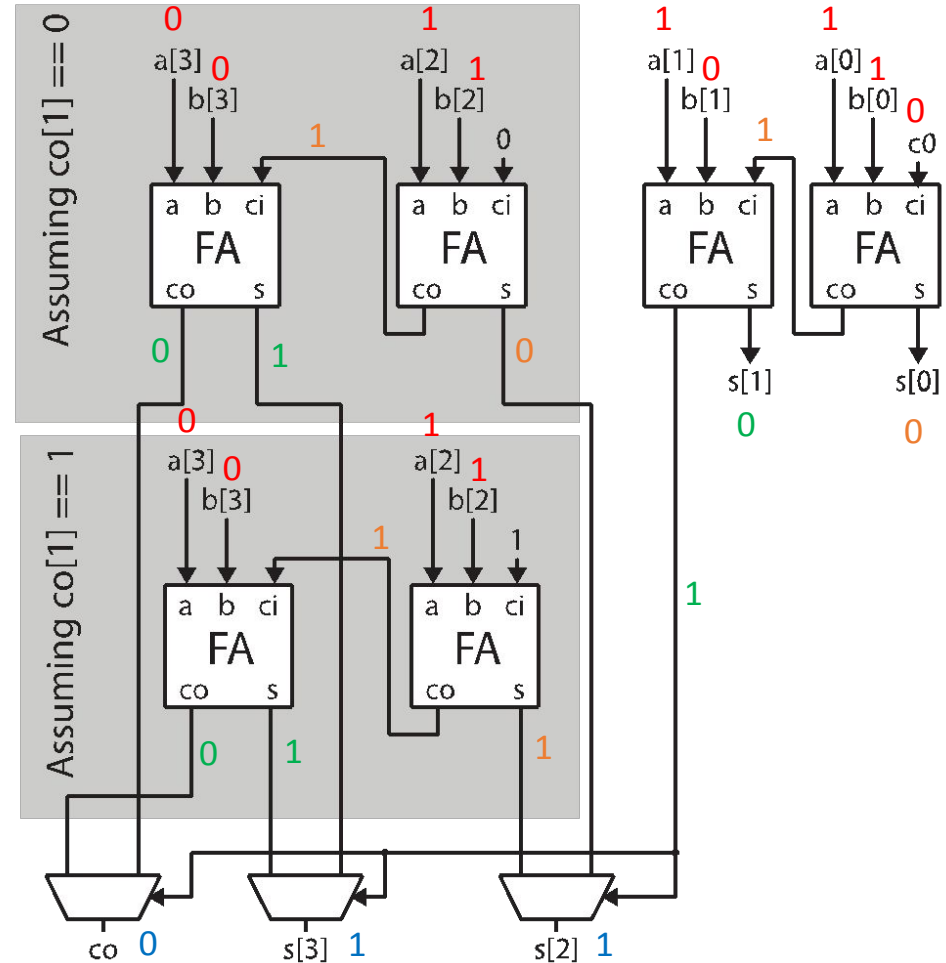 Assuming co[1] == 0
0 1 1 1
a[3] 0 a[2] 1 a[1] 0 a[0] 1
b[3] b[2] b[1] b[0] 0
1 0 1 c0
a b ci a b ci a b ci a b ci
FA FA FA FA
co s co s co s co s
0 1 0 s[1] s[0]
0 0
Assuming co[1] == 1
0 1
a[3] 0 a[2] 1
b[3] b[2]
1 1
a b ci a b ci 1
FA FA
co s co s
0 1 1
co 0 s[3] 1 s[2] 1